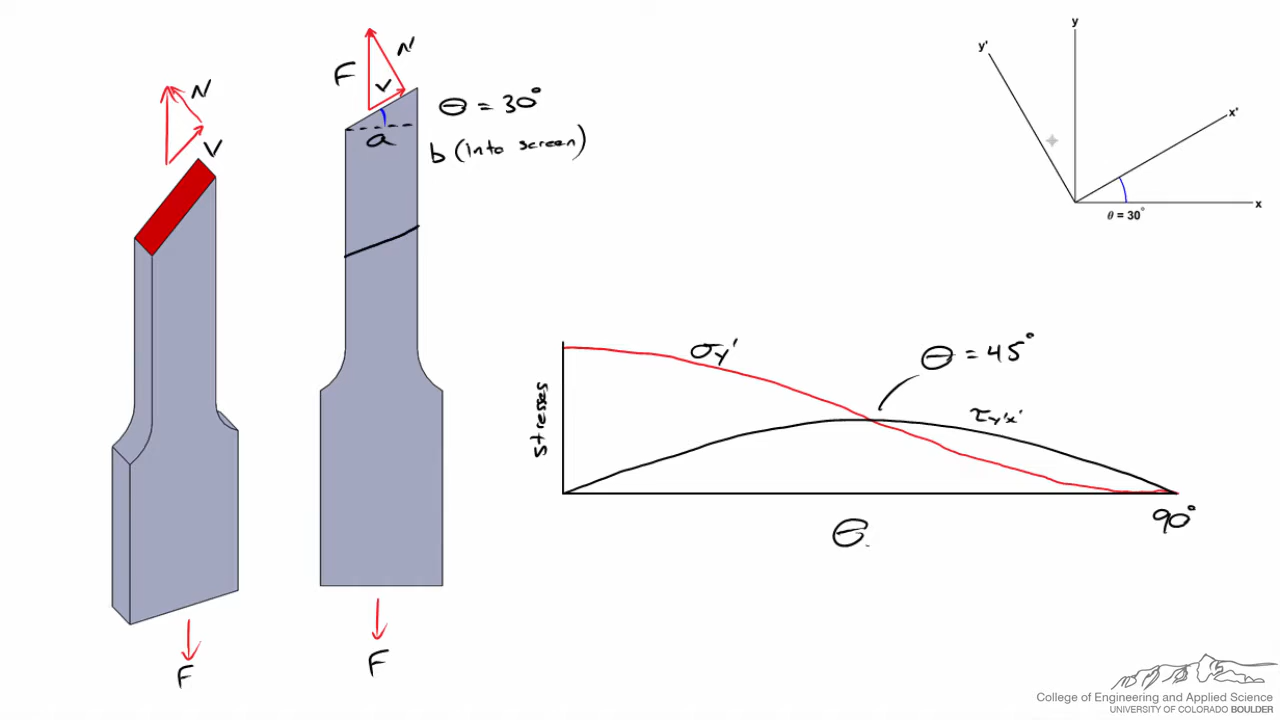 N
V
F
F
N'
V
a
Θ = 30°
b (into screen)
F
y
y'
x'
x
θ = 30°
stresses
σy'
Θ = 45°
τy'x'
Θ
90°
College of Engineering and Applied Science
UNIVERSITY OF COLORADO BOULDER